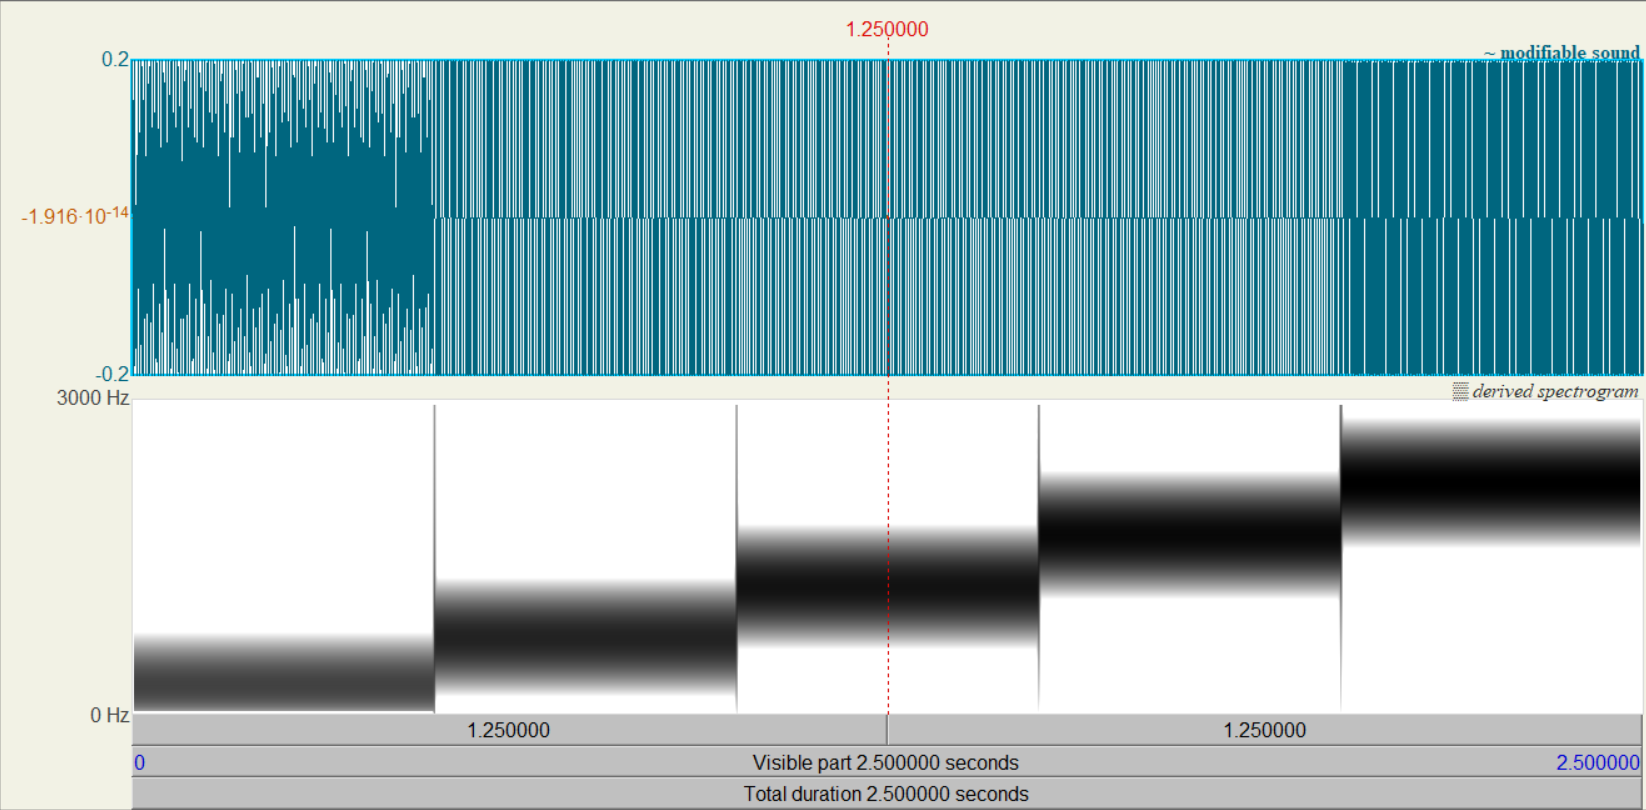 1.250000
0.2
~ modifiable sound
-1.916·10⁻¹⁴
-0.2
3000 Hz
derived spectrogram
0 Hz
1.250000 1.250000
0 Visible part 2.500000 seconds 2.500000
Total duration 2.500000 seconds